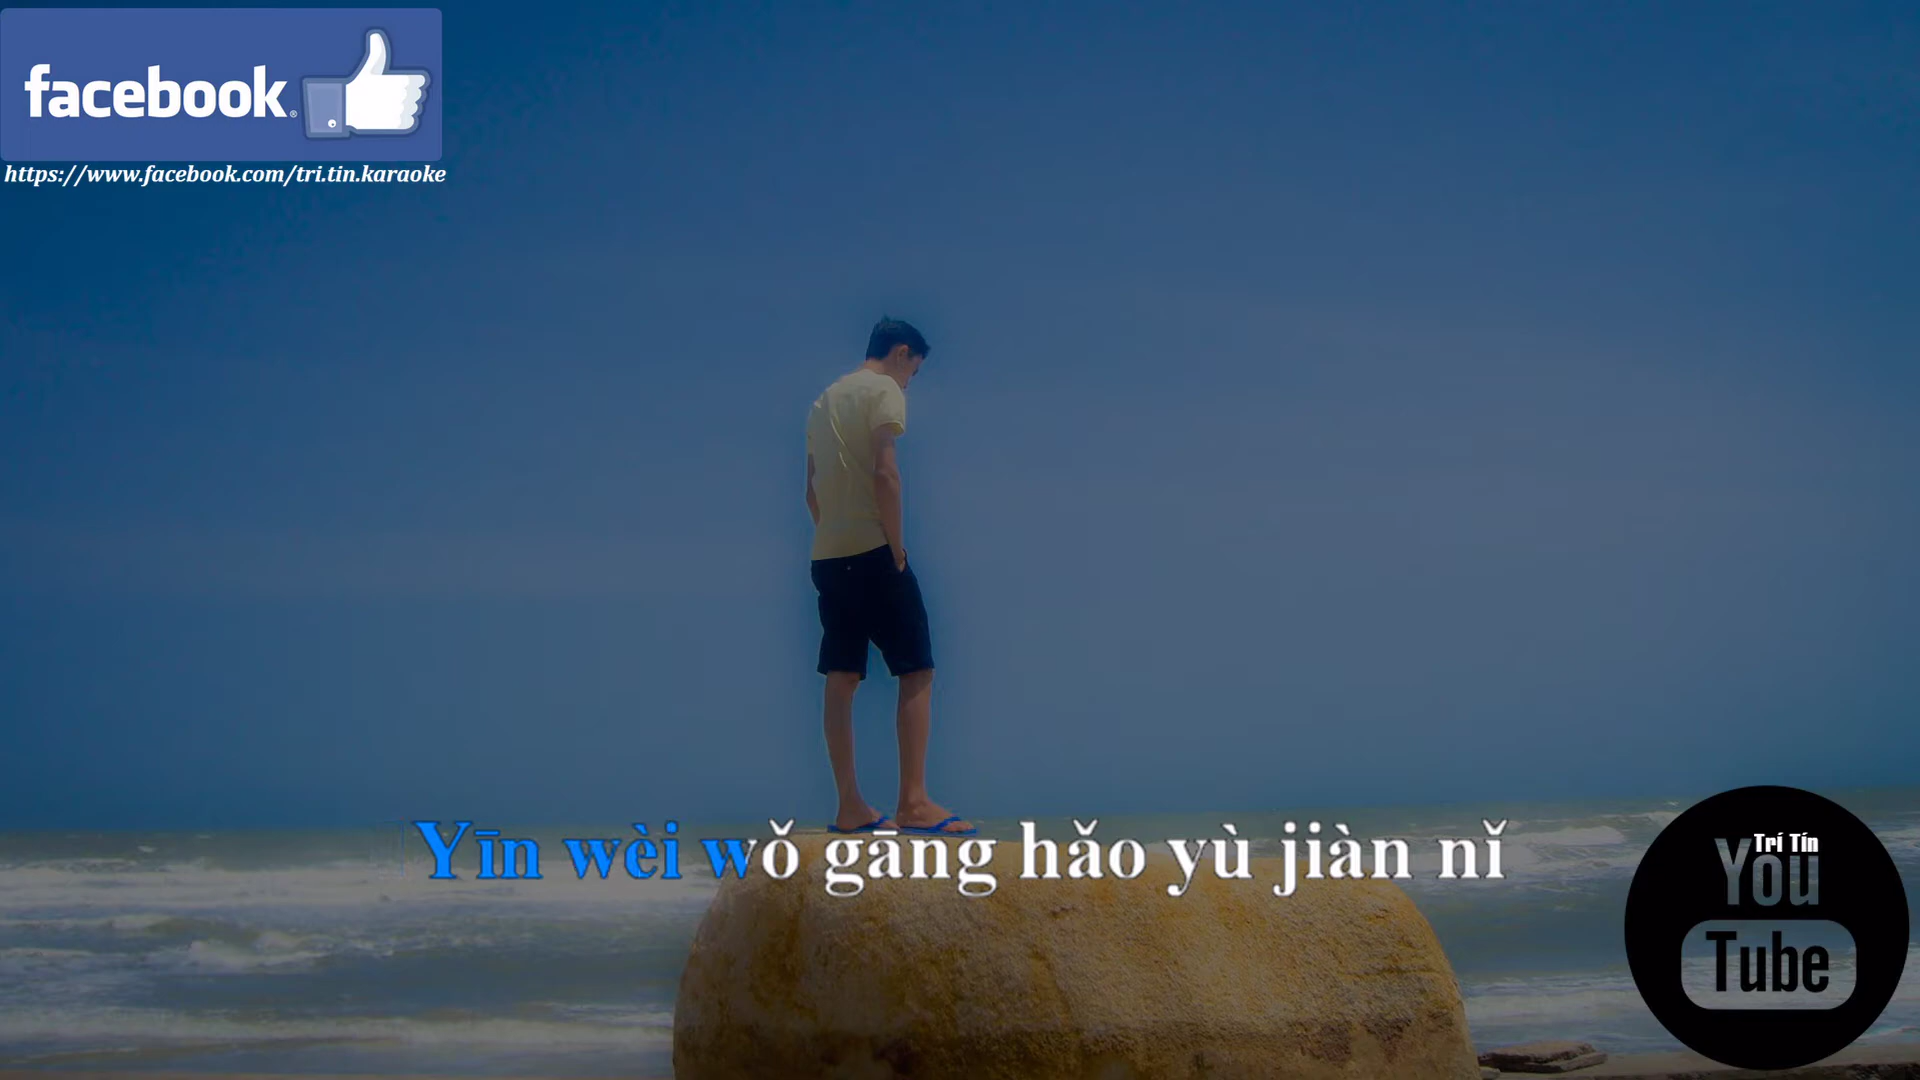 facebook®
https://www.facebook.com/tri.tin.karaoke
Yīn wèi wǒ gāng hǎo yù jiàn nǐ
Trí Tín
You
Tube